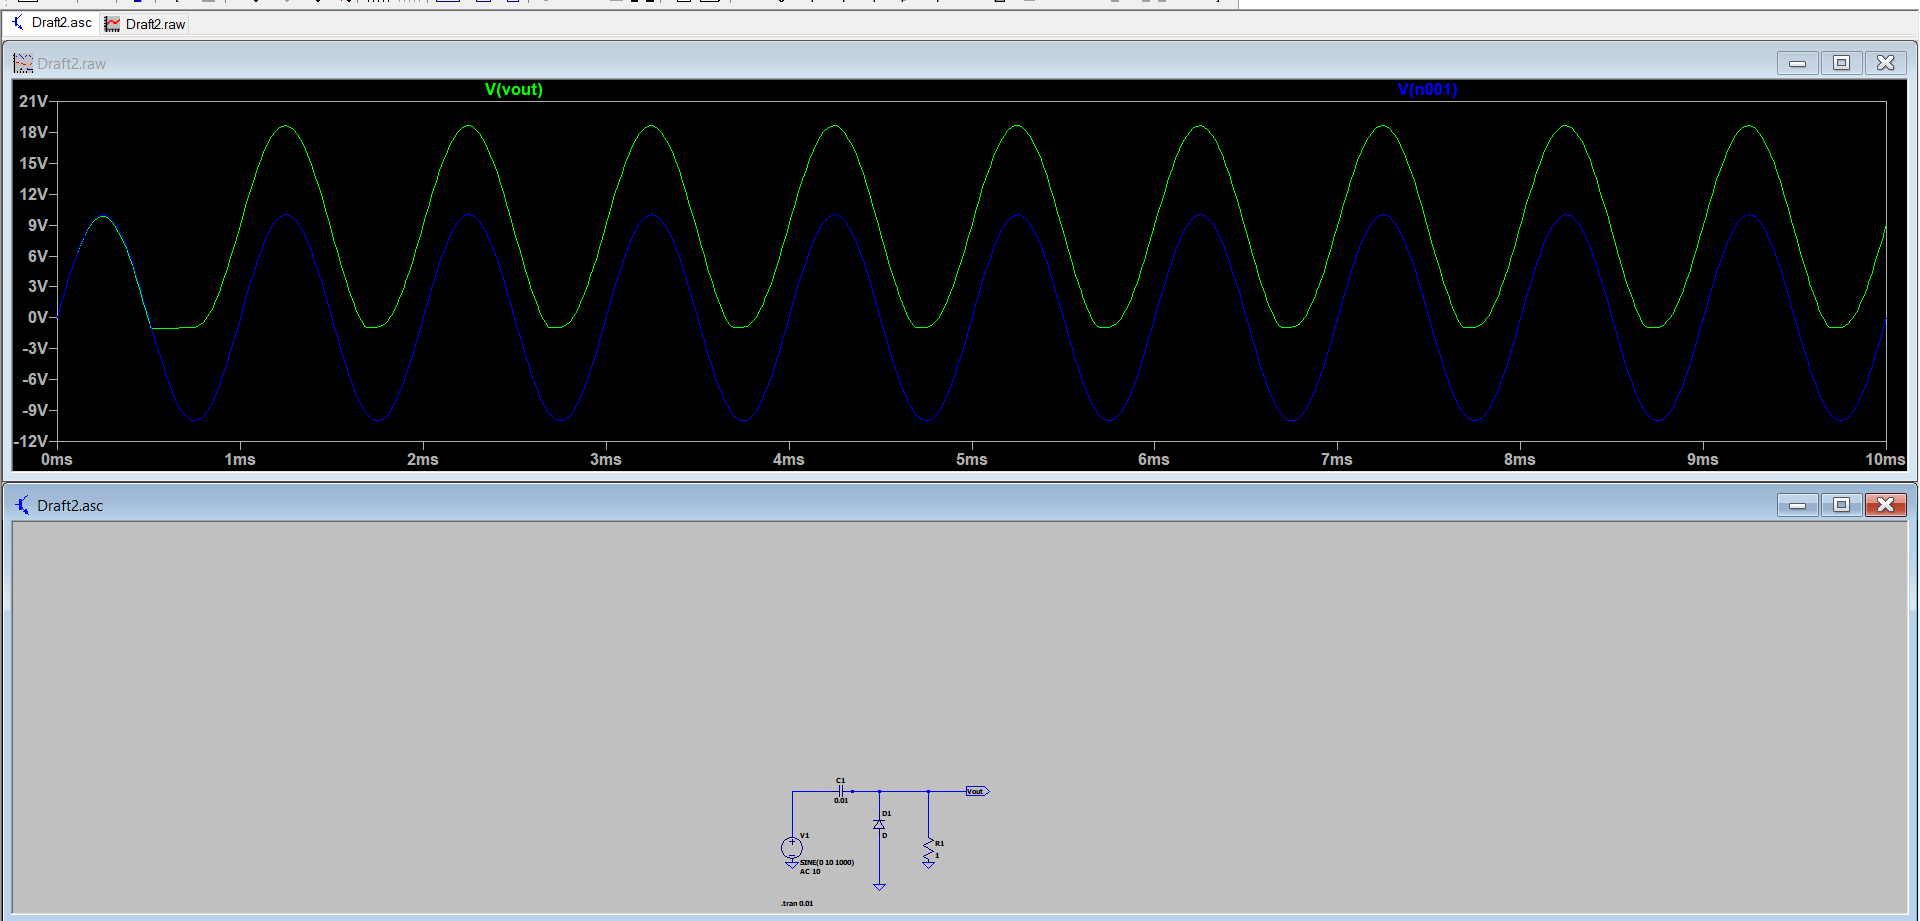 Draft2.asc Draft2.raw
Draft2.raw
V(vout) V(n001)
21V
18V
15V
12V
9V
6V
3V
0V
-3V
-6V
-9V
-12V
0ms 1ms 2ms 3ms 4ms 5ms 6ms 7ms 8ms 9ms 10ms
Draft2.asc
C1
0.01
Vout
D1
D
V1
R1
1
SINE(0 10 1000)
AC 10
.tran 0.01